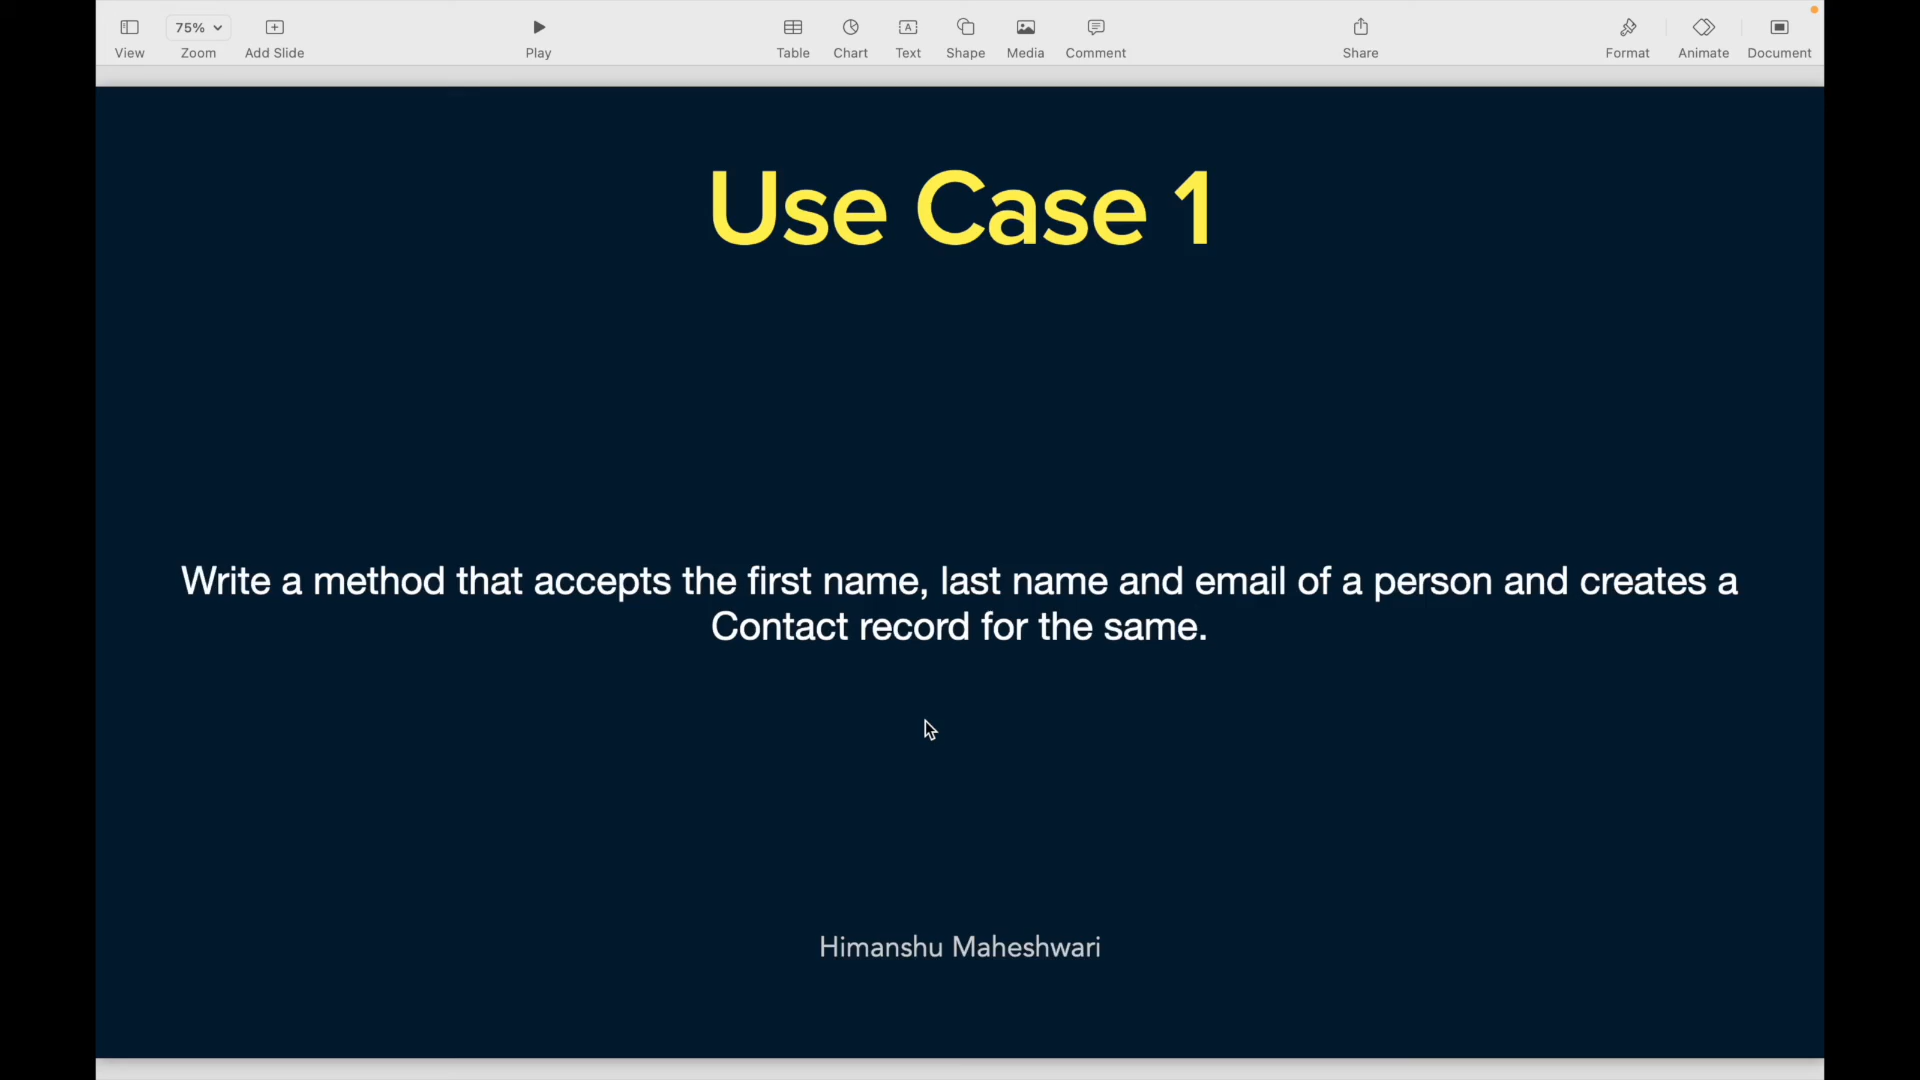 75%
View
Zoom
Add Slide
Play
Table
Chart
Text
Shape
Media
Comment
Share
Format
Animate
Document
Use Case 1
Write a method that accepts the first name, last name and email of a person and creates a
Contact record for the same.
Himanshu Maheshwari